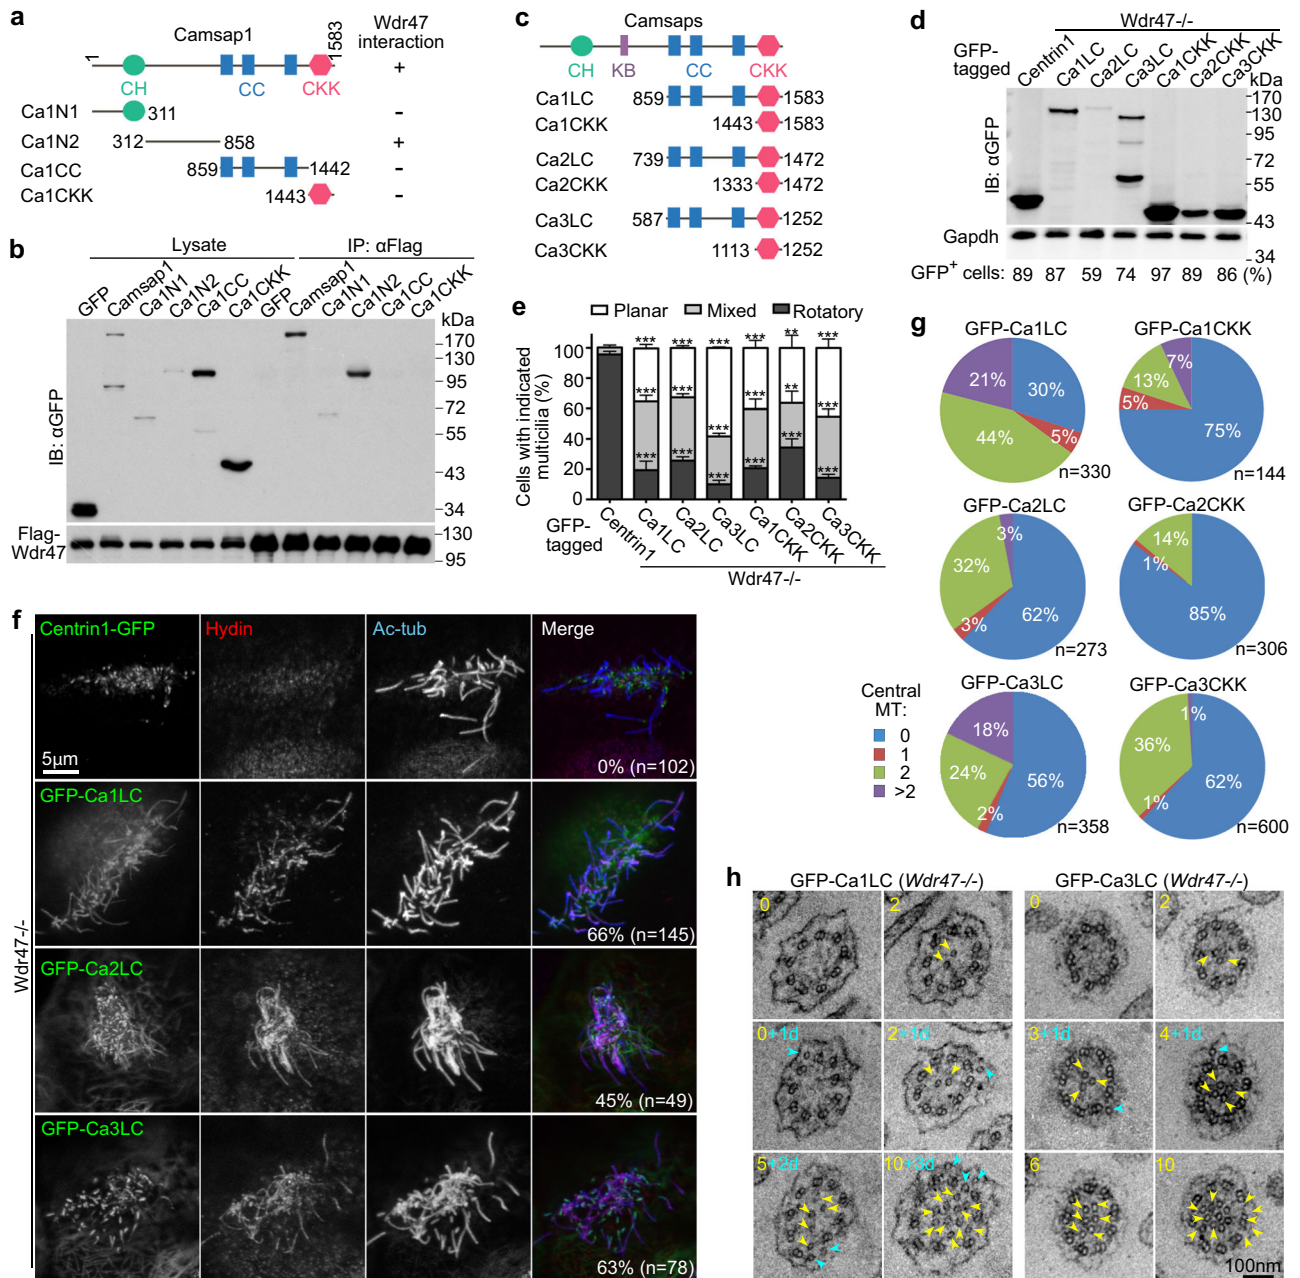 a
Camsap1
1
1583
Wdr47
interaction
CH
CC
CKK
+
Ca1N1
311
-
Ca1N2
312
858
+
Ca1CC
859
1442
-
Ca1CKK
1443
-
b
Lysate
IP: αFlag
GFP
Camsap1
Ca1N1
Ca1N2
Ca1CC
Ca1CKK
GFP
Camsap1
Ca1N1
Ca1N2
Ca1CC
Ca1CKK
kDa
170
130
95
72
55
43
34
IB: αGFP
Flag-
Wdr47
130
95
c
Camsaps
CH
KB
CC
CKK
Ca1LC
859
1583
Ca1CKK
1443
1583
Ca2LC
739
1472
Ca2CKK
1333
1472
Ca3LC
587
1252
Ca3CKK
1113
1252
d
Wdr47-/-
GFP-
tagged
Centrin1
Ca1LC
Ca2LC
Ca3LC
Ca1CKK
Ca2CKK
Ca3CKK
kDa
170
130
95
72
55
43
34
IB: αGFP
Gapdh
GFP+ cells: 89 87 59 74 97 89 86 (%)
e
Planar Mixed Rotatory
Cells with indicated
multicilia (%)
100
80
60
40
20
0
*** *** *** *** ** ***
*** *** *** *** ** ***
*** *** *** *** *** ***
GFP-
tagged
Centrin1
Ca1LC
Ca2LC
Ca3LC
Ca1CKK
Ca2CKK
Ca3CKK
Wdr47-/-
f
Wdr47-/-
Centrin1-GFP
Hydin
Ac-tub
Merge
5μm
0% (n=102)
GFP-Ca1LC
66% (n=145)
GFP-Ca2LC
45% (n=49)
GFP-Ca3LC
63% (n=78)
g
GFP-Ca1LC
21%
30%
5%
44%
n=330
GFP-Ca1CKK
7%
13%
5%
75%
n=144
GFP-Ca2LC
3%
32%
3%
62%
n=273
GFP-Ca2CKK
14%
1%
85%
n=306
Central
MT:
0
1
2
>2
GFP-Ca3LC
18%
24%
2%
56%
n=358
GFP-Ca3CKK
1%
36%
1%
62%
n=600
h
GFP-Ca1LC (Wdr47-/-)
GFP-Ca3LC (Wdr47-/-)
0
2
0
2
0+1d
2+1d
3+1d
4+1d
5+2d
10+3d
6
10
100nm